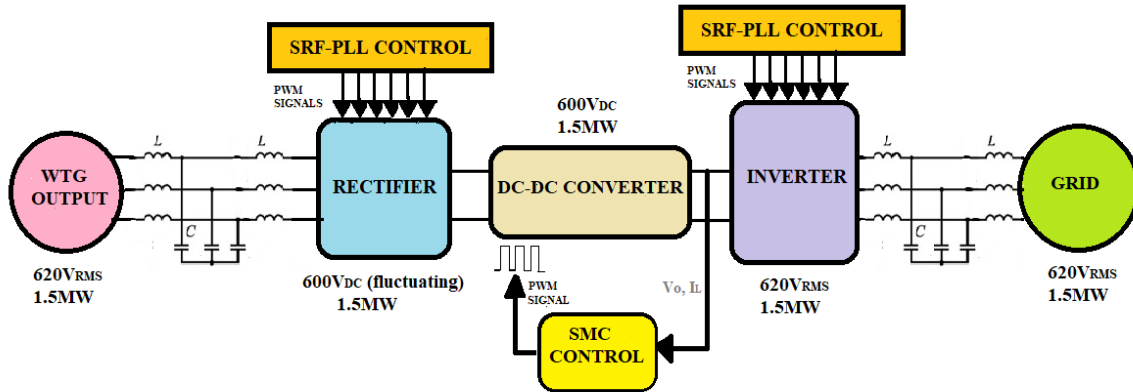 SRF-PLL CONTROL
SRF-PLL CONTROL
PWM
SIGNALS
PWM
SIGNALS
600VDC
1.5MW
L
L
L
L
WTG
OUTPUT
RECTIFIER
DC-DC CONVERTER
INVERTER
GRID
C
C
620VRMS
1.5MW
600VDC (fluctuating)
1.5MW
PWM
SIGNAL
Vo, IL
620VRMS
1.5MW
620VRMS
1.5MW
SMC
CONTROL